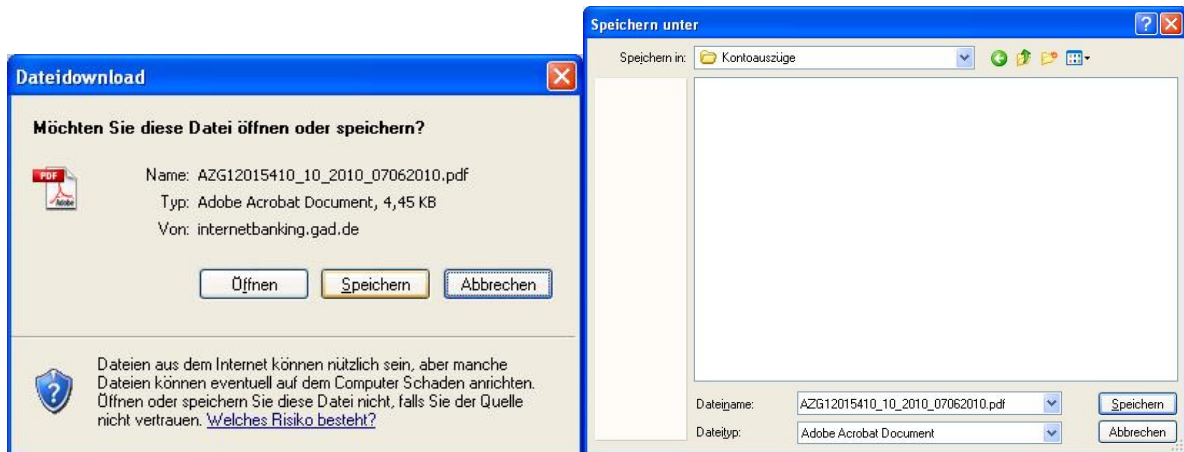 Dateidownload
Möchten Sie diese Datei öffnen oder speichern?
PDF
Adobe
Name: AZG12015410_10_2010_07062010.pdf
Typ: Adobe Acrobat Document, 4,45 KB
Von: internetbanking.gad.de
Öffnen Speichern Abbrechen
Dateien aus dem Internet können nützlich sein, aber manche
Dateien können eventuell auf dem Computer Schaden anrichten.
Öffnen oder speichern Sie diese Datei nicht, falls Sie der Quelle
nicht vertrauen. Welches Risiko besteht?
Speichern unter
Speichern in: Kontoauszüge
Dateiname: AZG12015410_10_2010_07062010.pdf Speichern
Dateityp: Adobe Acrobat Document Abbrechen